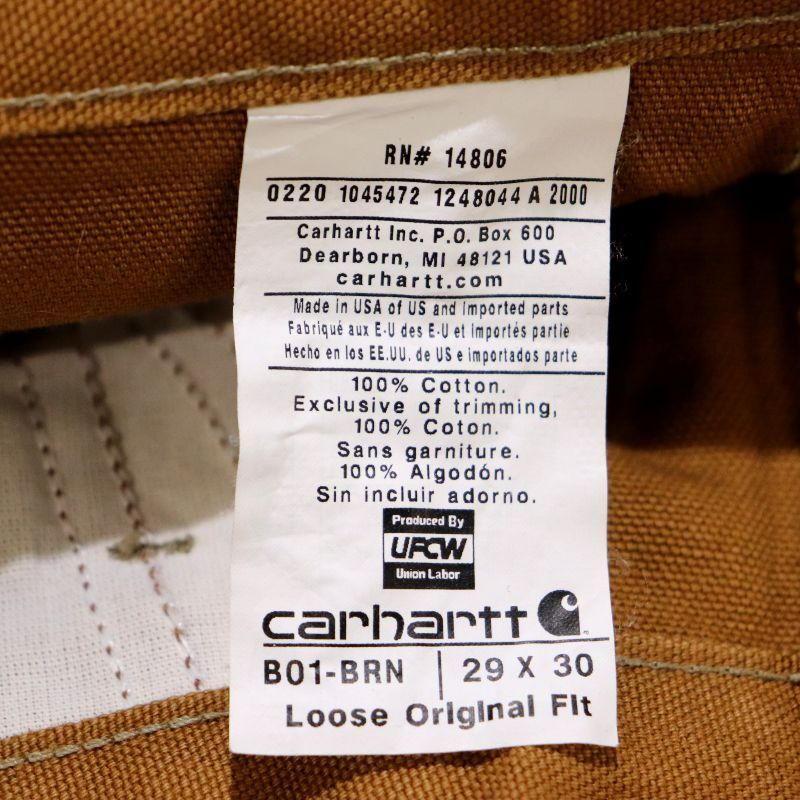 RN# 14806
0220 1045472 1248044 A 2000
Carhartt Inc. P.O. Box 600
Dearborn, MI 48121 USA
carhartt.com
Made in USA of US and imported parts
Fabriqué aux E-U des E-U et importés partie
Hecho en los EE.UU. de US e importados parte
100% Cotton.
Exclusive of trimming,
100% Coton.
Sans garniture.
100% Algodón.
Sin incluir adorno.
Produced By
UFCW
Union Labor
carhartt
B01-BRN | 29 X 30
Loose Original Fit